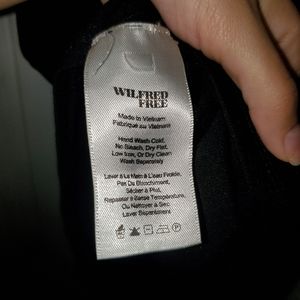 WILFRED
FREE
Made in Vietnam
Fabriqué au Vietnam
Hand Wash Cold,
No Bleach, Dry Flat,
Low Iron, Or Dry Clean
Wash Separately
Laver à La Main à L'eau Froide,
Pas De Blanchiment,
Sécher à Plat,
Repasser à Basse Température,
Ou Nettoyer à Sec
Laver Séparément